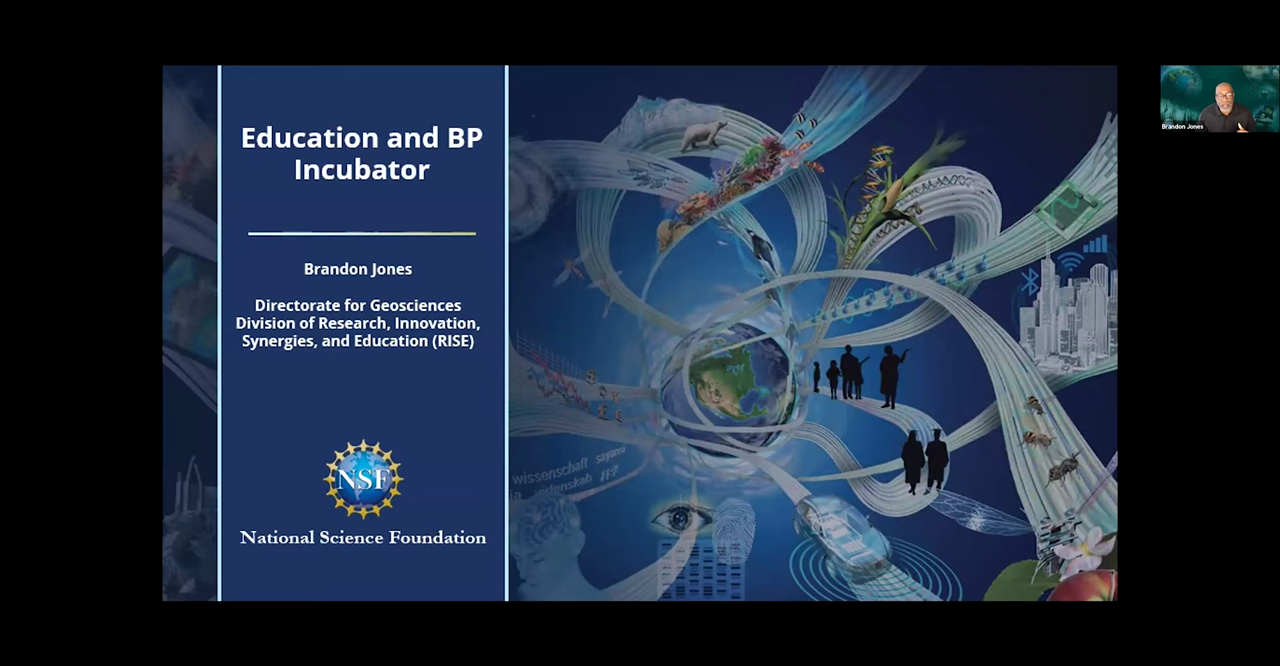 Education and BP
Incubator
Brandon Jones
Directorate for Geosciences
Division of Research, Innovation,
Synergies, and Education (RISE)
NSF
National Science Foundation
wissenschaft
Brandon Jones